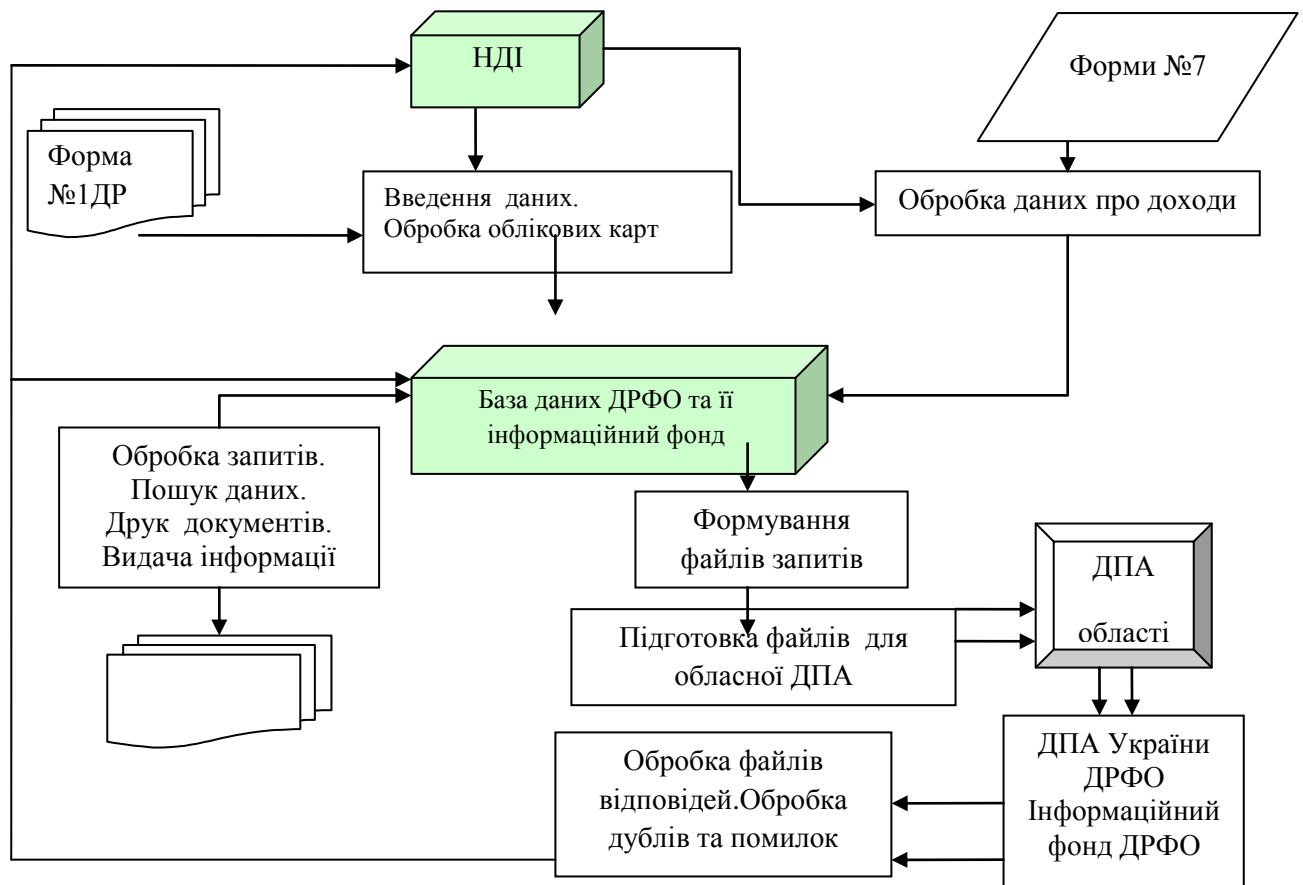 НДІ
Форми №7
Форма
№1ДР
Введення даних.
Обробка облікових карт
Обробка даних про доходи
База даних ДРФО та її
інформаційний фонд
Обробка запитів.
Пошук даних.
Друк документів.
Видача інформації
Формування
файлів запитів
ДПА
області
Підготовка файлів для
обласної ДПА
Обробка файлів
відповідей.Обробка
дублів та помилок
ДПА України
ДРФО
Інформаційний
фонд ДРФО